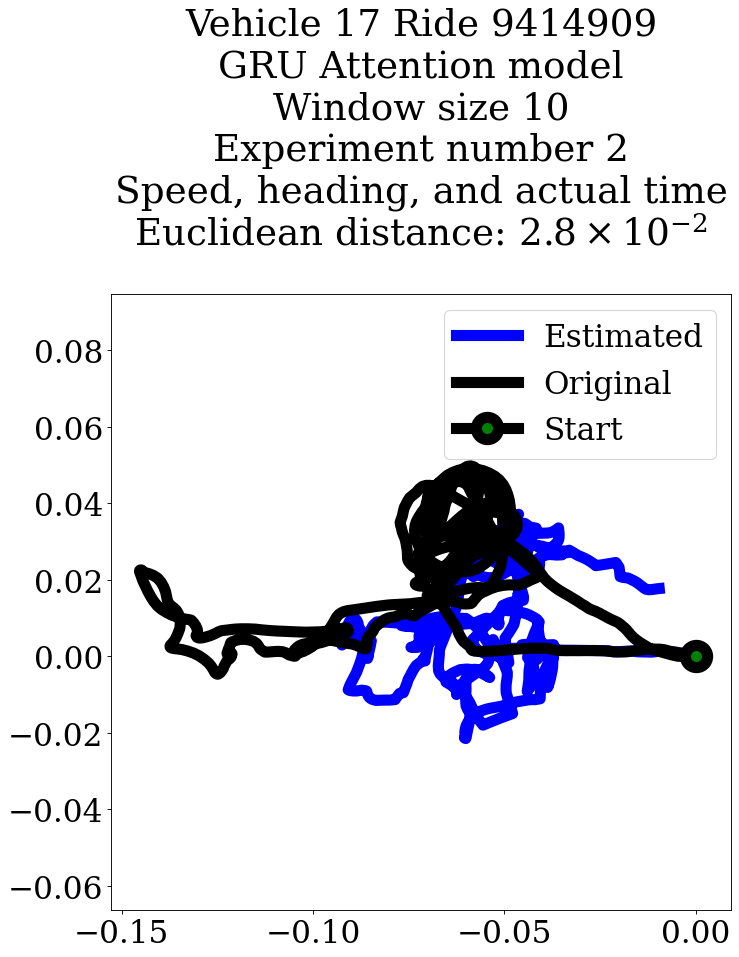 Vehicle 17 Ride 9414909
GRU Attention model
Window size 10
Experiment number 2
Speed, heading, and actual time
Euclidean distance: 2.8 × 10⁻²
Estimated
Original
Start
0.08
0.06
0.04
0.02
0.00
−0.02
−0.04
−0.06
−0.15
−0.10
−0.05
0.00